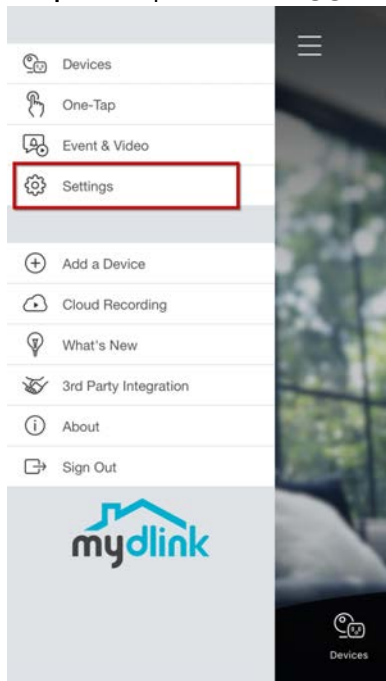 Devices
One-Tap
Event & Video
Settings
Add a Device
Cloud Recording
What's New
3rd Party Integration
About
Sign Out
mydlink
Devices